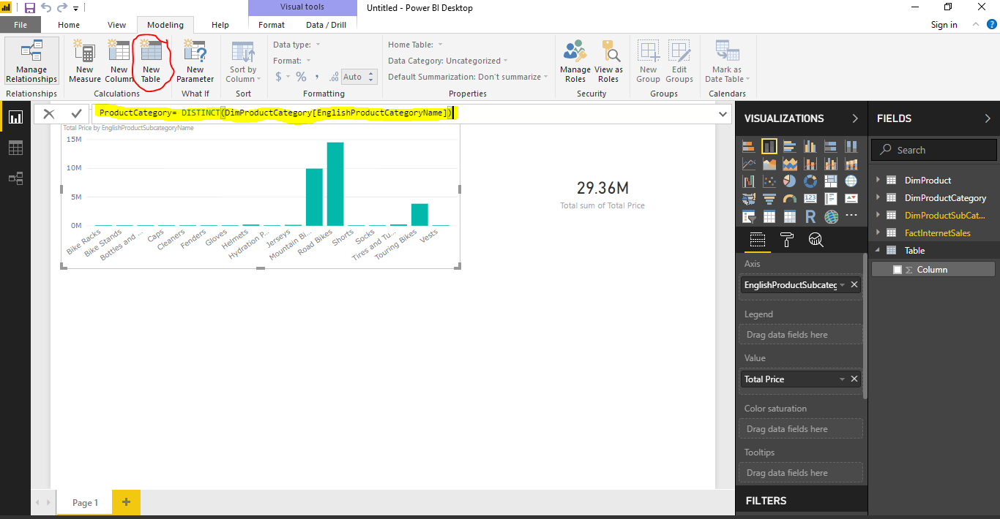 Visual tools
Untitled - Power BI Desktop
File Home View Modeling Help Format Data / Drill Sign in
Manage Relationships
New Measure
New Column
New Table
New Parameter
Sort by Column
Data type:
Format:
$ % , .00 Auto
Home Table:
Data Category: Uncategorized
Default Summarization: Don't summarize
Manage Roles
View as Roles
New Group
Edit Groups
Mark as Date Table
Relationships Calculations What If Sort Formatting Properties Security Groups Calendars
ProductCategory= DISTINCT(DimProductCategory[EnglishProductCategoryName])
Total Price by EnglishProductSubcategoryName
15M
10M
5M
0M
Bike Racks
Bike Stands
Bottles and ...
Caps
Cleaners
Fenders
Gloves
Helmets
Hydration P...
Jerseys
Mountain Bi...
Road Bikes
Shorts
Socks
Tires and Tu...
Touring Bikes
Vests
29.36M
Total sum of Total Price
VISUALIZATIONS
123
R
...
Axis
EnglishProductSubcateg
Legend
Drag data fields here
Value
Total Price
Color saturation
Drag data fields here
Tooltips
Drag data fields here
FILTERS
FIELDS
Search
DimProduct
DimProductCategory
DimProductSubCat...
FactInternetSales
Table
Σ Column
Page 1
+